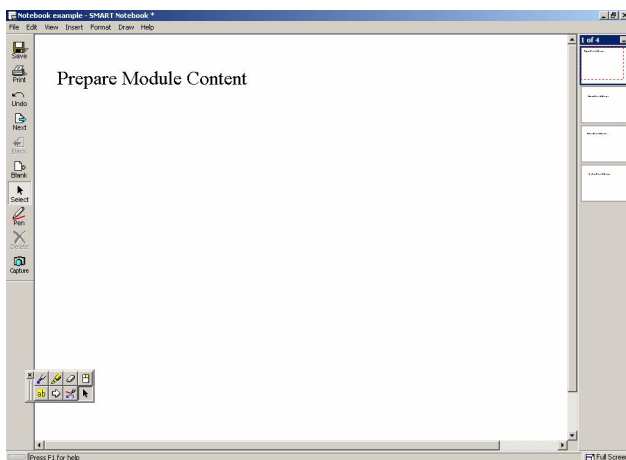 Notebook example - SMART Notebook *
File Edit View Insert Format Draw Help
1 of 4
Save
Print
Undo
Next
Back
Blank
Select
Pen
Delete
Capture
Prepare Module Content
ab
Press F1 for help
Full Screen